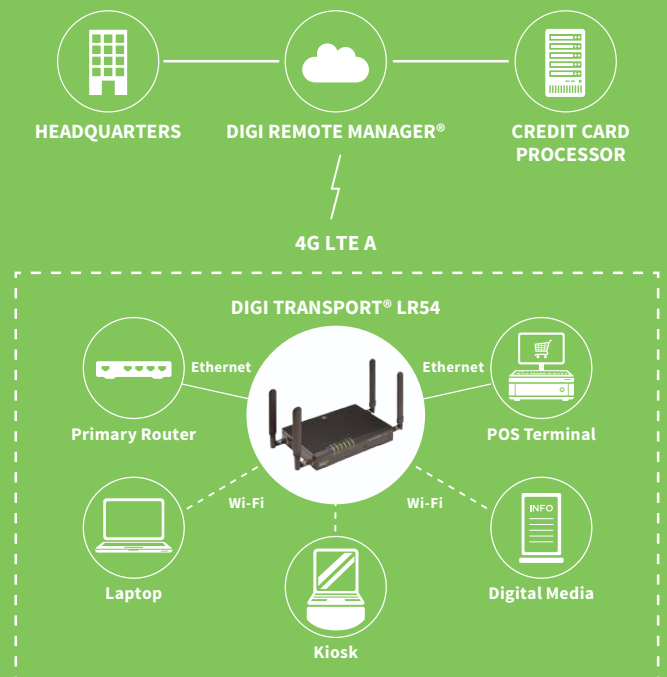 HEADQUARTERS
DIGI REMOTE MANAGER®
CREDIT CARD
PROCESSOR
4G LTE A
DIGI TRANSPORT® LR54
Ethernet
Ethernet
Primary Router
POS Terminal
Wi-Fi
Wi-Fi
INFO
Laptop
Digital Media
Kiosk